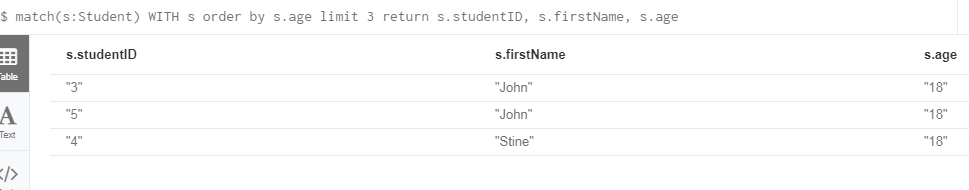 $ match(s:Student) WITH s order by s.age limit 3 return s.studentID, s.firstName, s.age
s.studentID s.firstName s.age
able
"3" "John" "18"
"5" "John" "18"
A
Text
"4" "Stine" "18"
</>